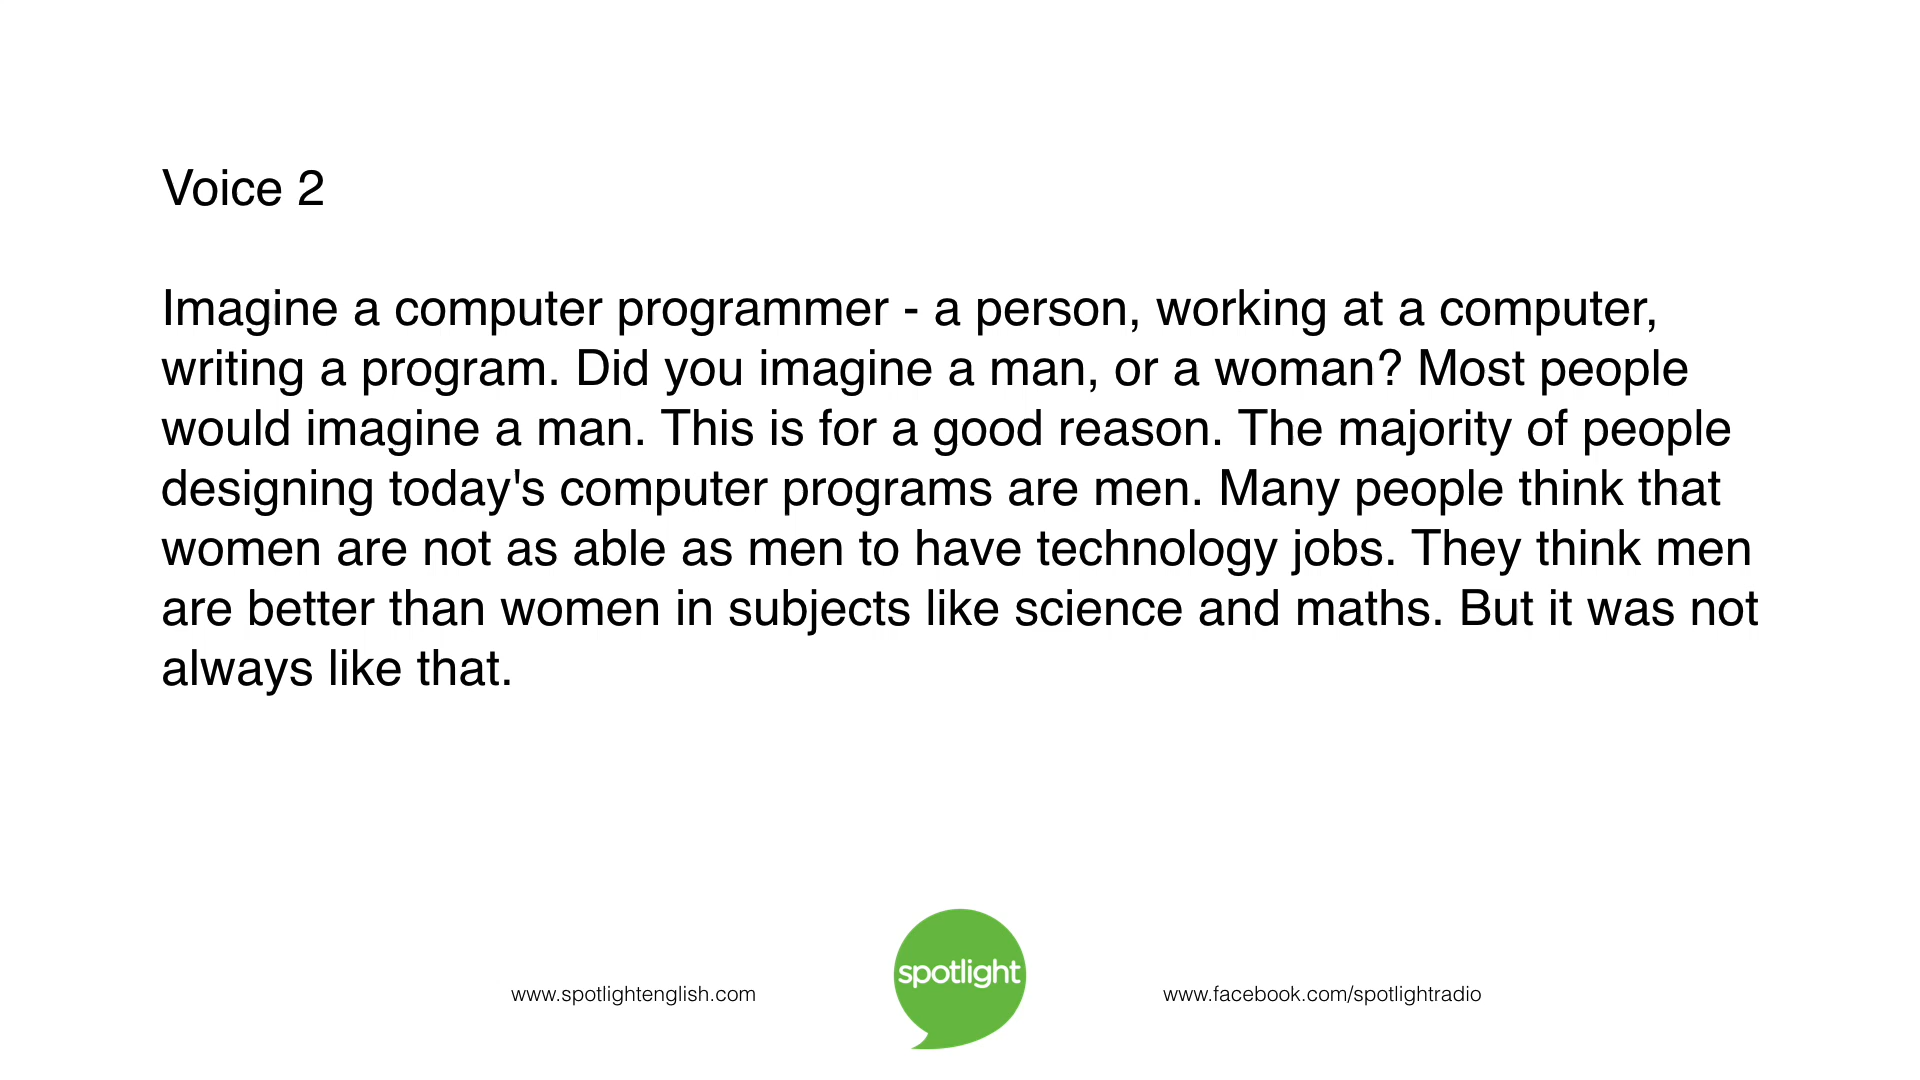 Voice 2
Imagine a computer programmer - a person, working at a computer,
writing a program. Did you imagine a man, or a woman? Most people
would imagine a man. This is for a good reason. The majority of people
designing today's computer programs are men. Many people think that
women are not as able as men to have technology jobs. They think men
are better than women in subjects like science and maths. But it was not
always like that.
spotlight
www.spotlightenglish.com
www.facebook.com/spotlightradio